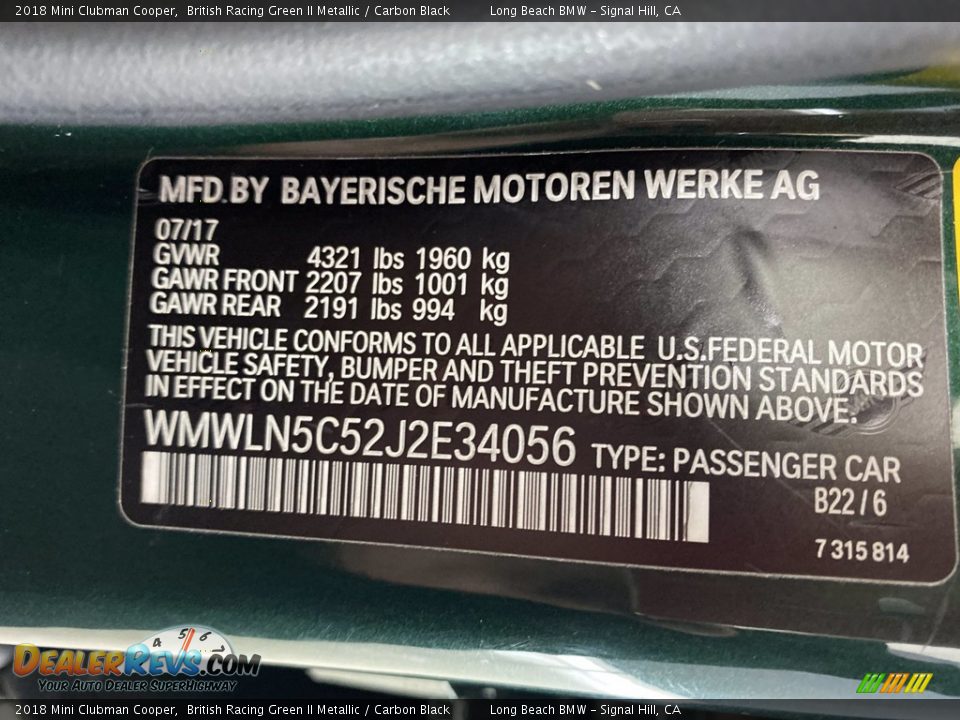 2018 Mini Clubman Cooper, British Racing Green II Metallic / Carbon Black Long Beach BMW - Signal Hill, CA
MFD.BY BAYERISCHE MOTOREN WERKE AG
07/17
GVWR 4321 lbs 1960 kg
GAWR FRONT 2207 lbs 1001 kg
GAWR REAR 2191 lbs 994 kg
THIS VEHICLE CONFORMS TO ALL APPLICABLE U.S.FEDERAL MOTOR
VEHICLE SAFETY, BUMPER AND THEFT PREVENTION STANDARDS
IN EFFECT ON THE DATE OF MANUFACTURE SHOWN ABOVE.
WMWLN5C52J2E34056 TYPE: PASSENGER CAR
B22/6
7 315 814
4 5 6 7
DEALERREVS.COM
YOUR AUTO DEALER SUPERHIGHWAY
2018 Mini Clubman Cooper, British Racing Green II Metallic / Carbon Black Long Beach BMW - Signal Hill, CA